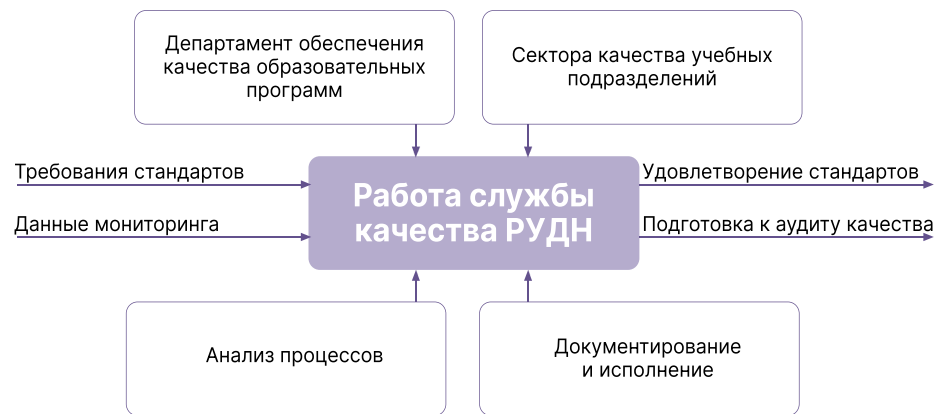 Департамент обеспечения
качества образовательных
программ
Сектора качества учебных
подразделений
Требования стандартов
Данные мониторинга
Работа службы
качества РУДН
Удовлетворение стандартов
Подготовка к аудиту качества
Анализ процессов
Документирование
и исполнение